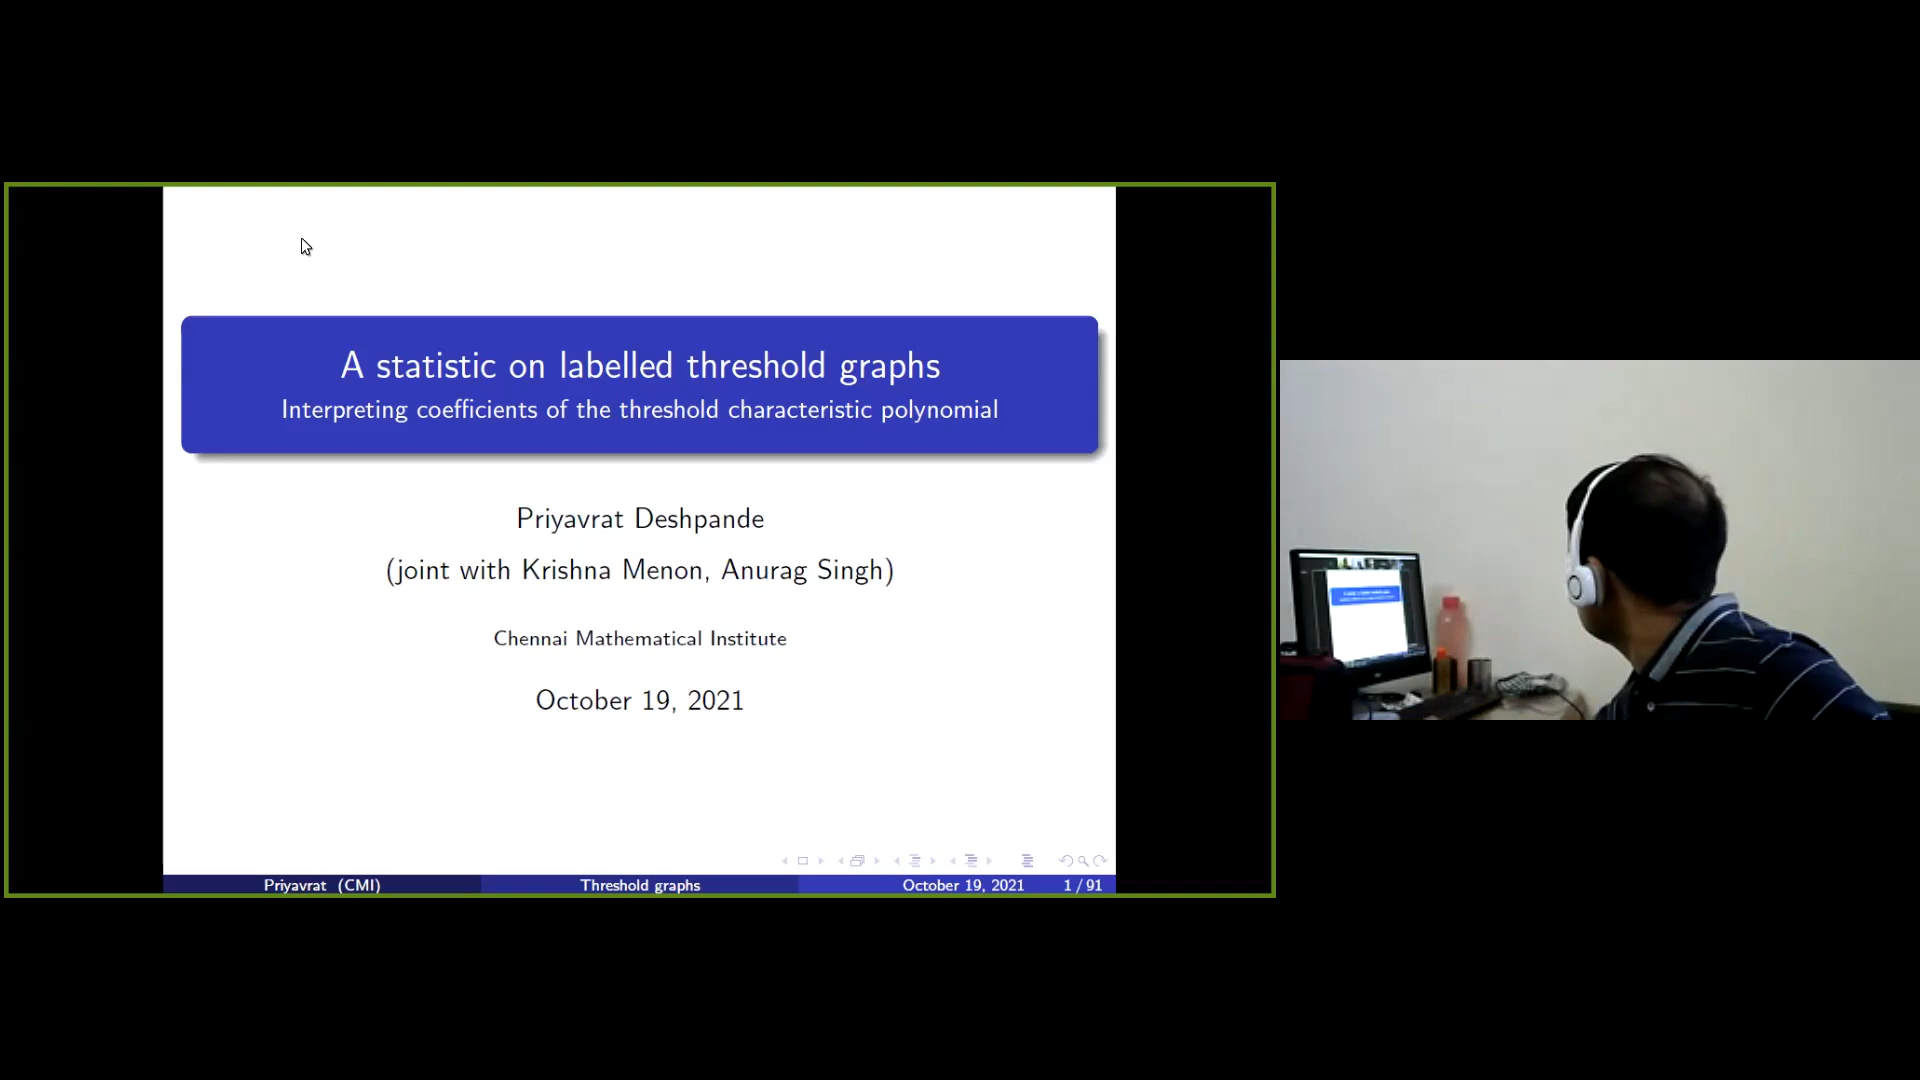 A statistic on labelled threshold graphs
Interpreting coefficients of the threshold characteristic polynomial
Priyavrat Deshpande
(joint with Krishna Menon, Anurag Singh)
Chennai Mathematical Institute
October 19, 2021
Priyavrat (CMI) Threshold graphs October 19, 2021 1 / 91